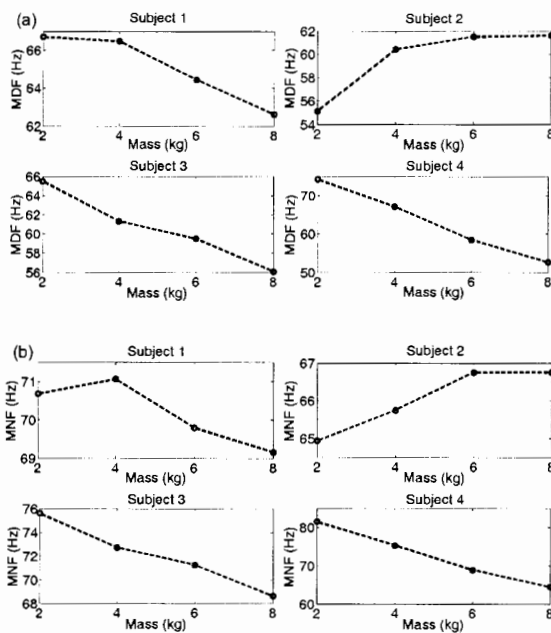 (a)
Subject 1
66
64
62
MDF (Hz)
2 4 6 8
Mass (kg)
Subject 2
62
60
58
56
54
MDF (Hz)
2 4 6 8
Mass (kg)
Subject 3
66
64
62
60
58
56
MDF (Hz)
2 4 6 8
Mass (kg)
Subject 4
70
60
50
MDF (Hz)
2 4 6 8
Mass (kg)
(b)
Subject 1
71
70
69
MNF (Hz)
2 4 6 8
Mass (kg)
Subject 2
67
66
65
MNF (Hz)
2 4 6 8
Mass (kg)
Subject 3
76
74
72
70
68
MNF (Hz)
2 4 6 8
Mass (kg)
Subject 4
80
70
60
MNF (Hz)
2 4 6 8
Mass (kg)